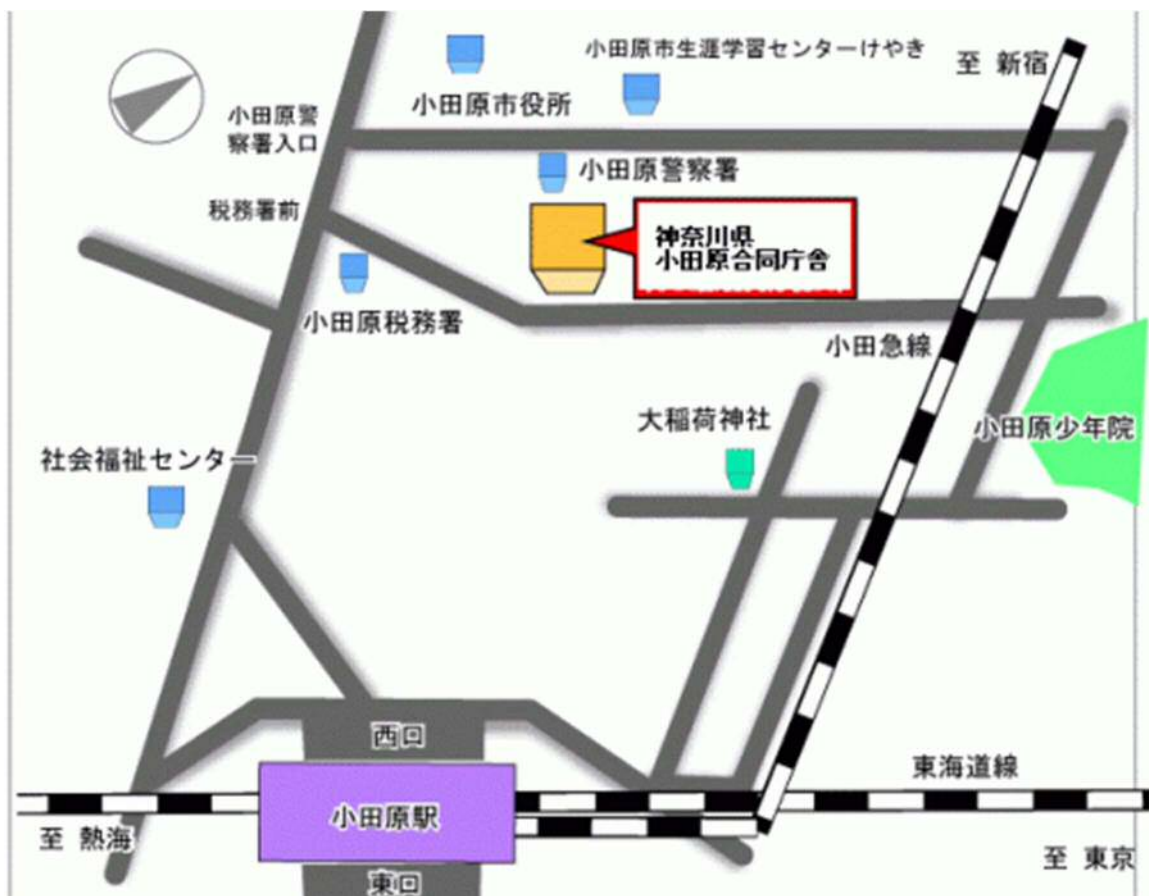 小田原市生涯学習センターけやき
至 新宿
小田原市役所
小田原警
察署入口
小田原警察署
税務署前
神奈川県
小田原合同庁舎
小田原税務署
小田急線
大稲荷神社
小田原少年院
社会福祉センター
西口
東海道線
小田原駅
至 熱海
至 東京
東口